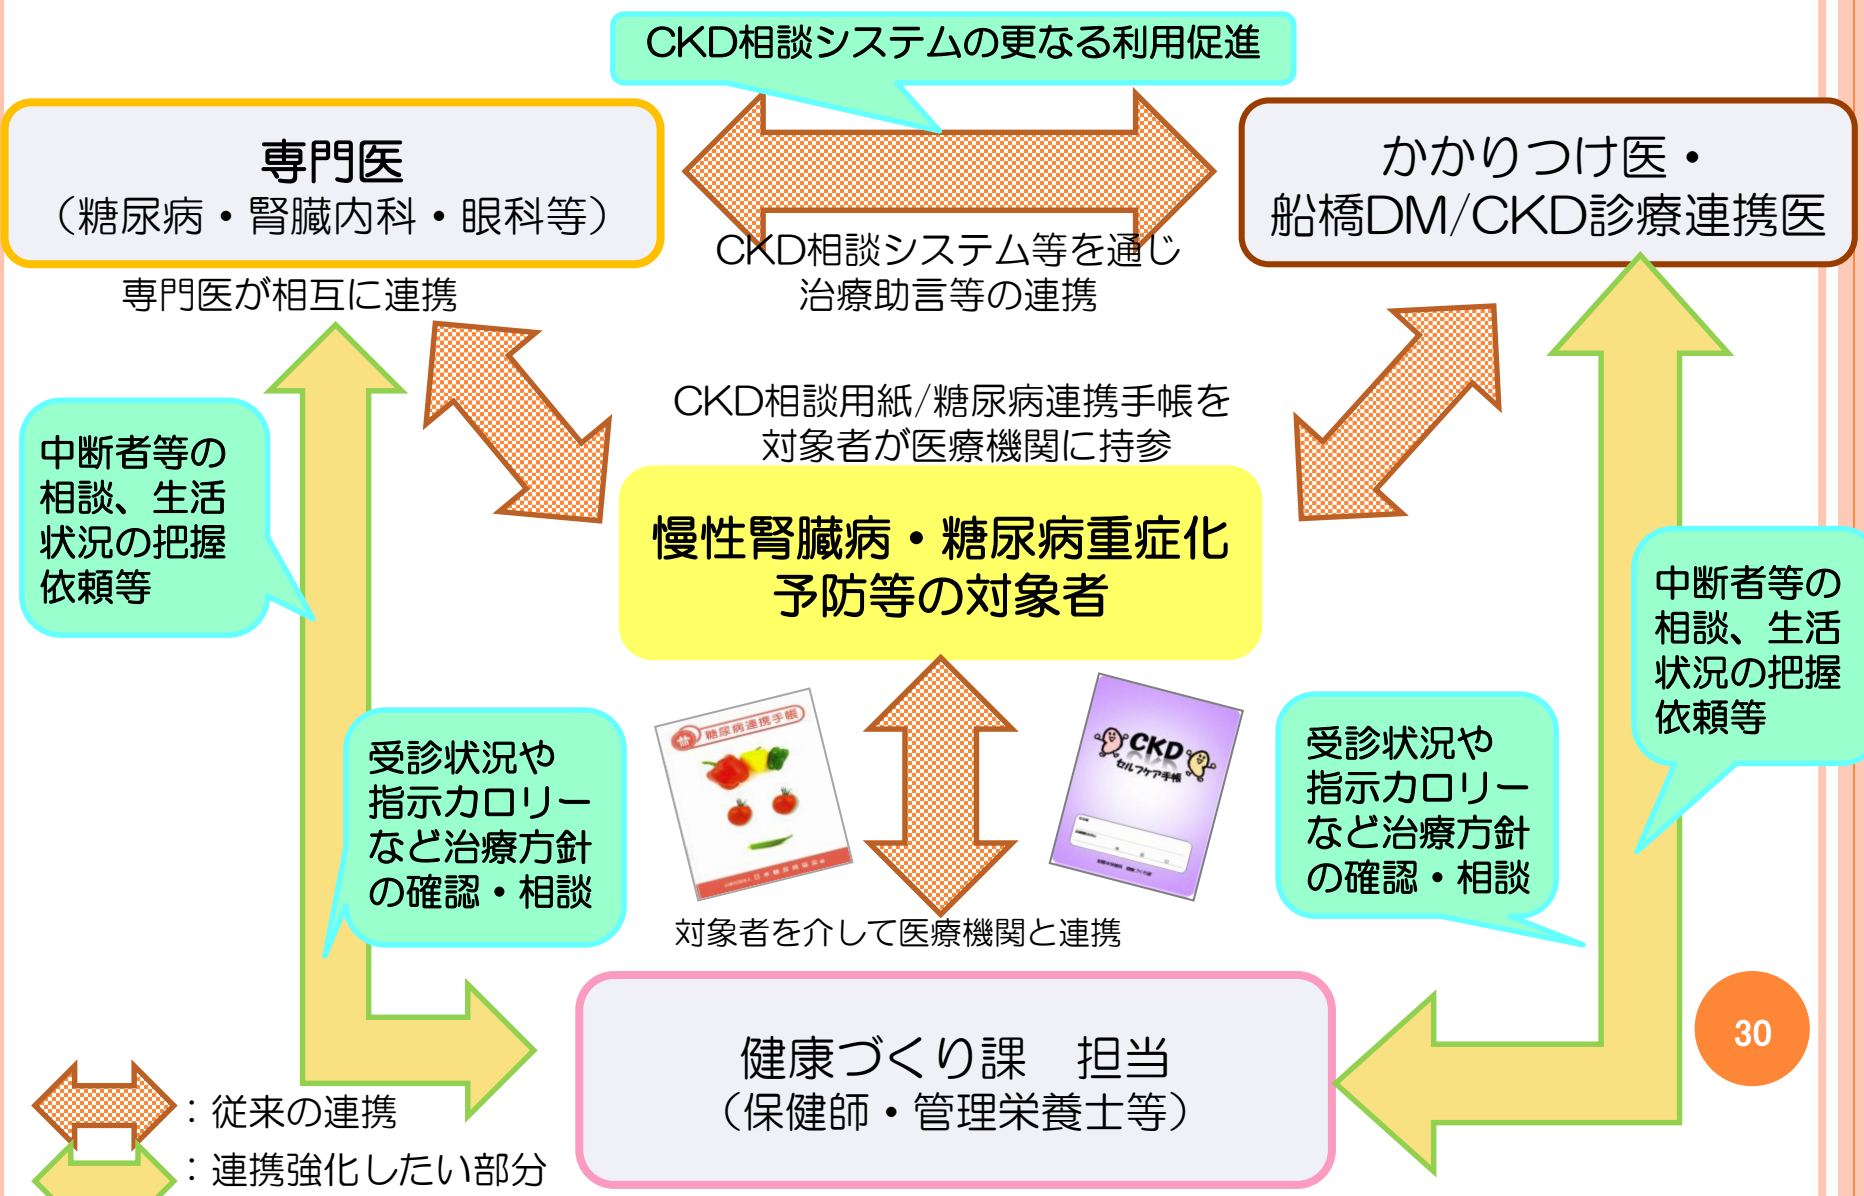 CKD相談システムの更なる利用促進
専門医
（糖尿病・腎臓内科・眼科等）
かかりつけ医・
船橋DM/CKD診療連携医
CKD相談システム等を通じ
治療助言等の連携
専門医が相互に連携
CKD相談用紙/糖尿病連携手帳を
対象者が医療機関に持参
中断者等の
相談、生活
状況の把握
依頼等
慢性腎臓病・糖尿病重症化
予防等の対象者
中断者等の
相談、生活
状況の把握
依頼等
受診状況や
指示カロリー
など治療方針
の確認・相談
糖尿病連携手帳
CKD
セルフケア手帳
受診状況や
指示カロリー
など治療方針
の確認・相談
対象者を介して医療機関と連携
健康づくり課　担当
（保健師・管理栄養士等）
30
：従来の連携
：連携強化したい部分